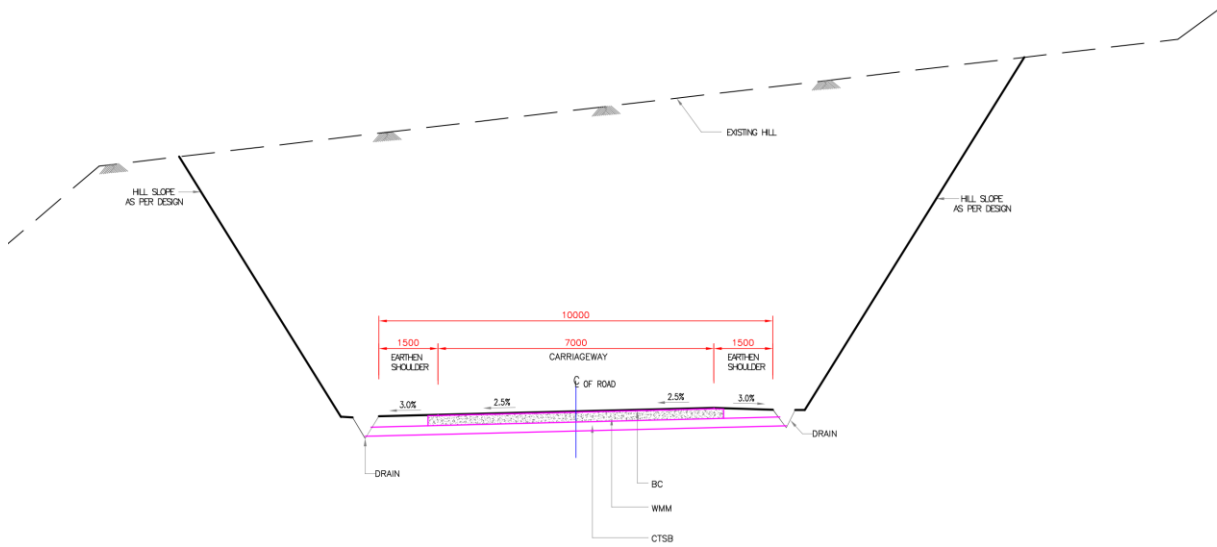 EXISTING HILL
HILL SLOPE
AS PER DESIGN
HILL SLOPE
AS PER DESIGN
10000
1500
7000
1500
EARTHEN
SHOULDER
CARRIAGEWAY
EARTHEN
SHOULDER
℄ OF ROAD
3.0%
2.5%
2.5%
3.0%
DRAIN
DRAIN
BC
WMM
CTSB